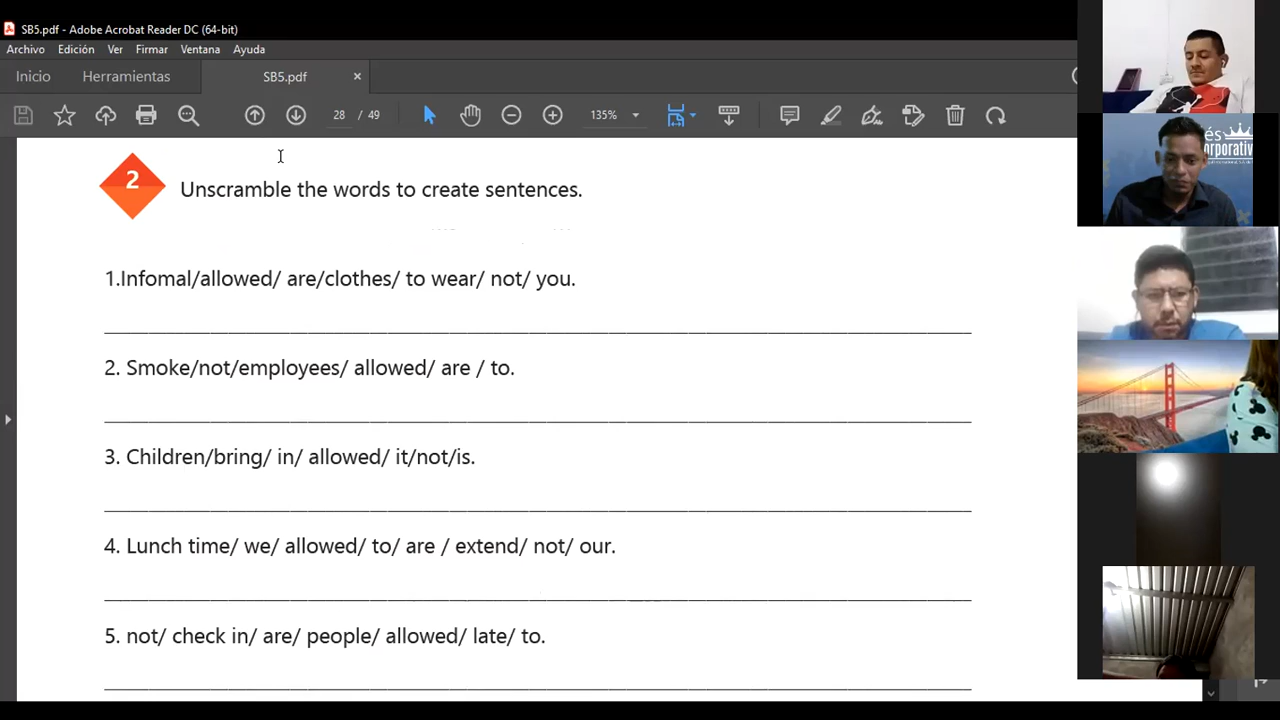 SB5.pdf - Adobe Acrobat Reader DC (64-bit)
Archivo Edición Ver Firmar Ventana Ayuda
Inicio Herramientas SB5.pdf ×
28 / 49 135%
2 Unscramble the words to create sentences.
1.Infomal/allowed/ are/clothes/ to wear/ not/ you.
2. Smoke/not/employees/ allowed/ are / to.
3. Children/bring/ in/ allowed/ it/not/is.
4. Lunch time/ we/ allowed/ to/ are / extend/ not/ our.
5. not/ check in/ are/ people/ allowed/ late/ to.
és
orporativ